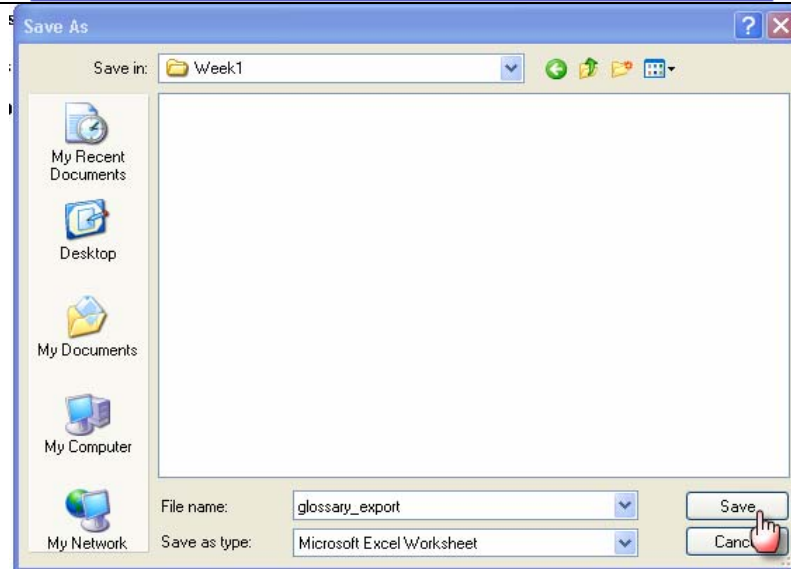 Save As
Save in: Week1
My Recent
Documents
Desktop
My Documents
My Computer
My Network
File name: glossary_export
Save
Save as type: Microsoft Excel Worksheet